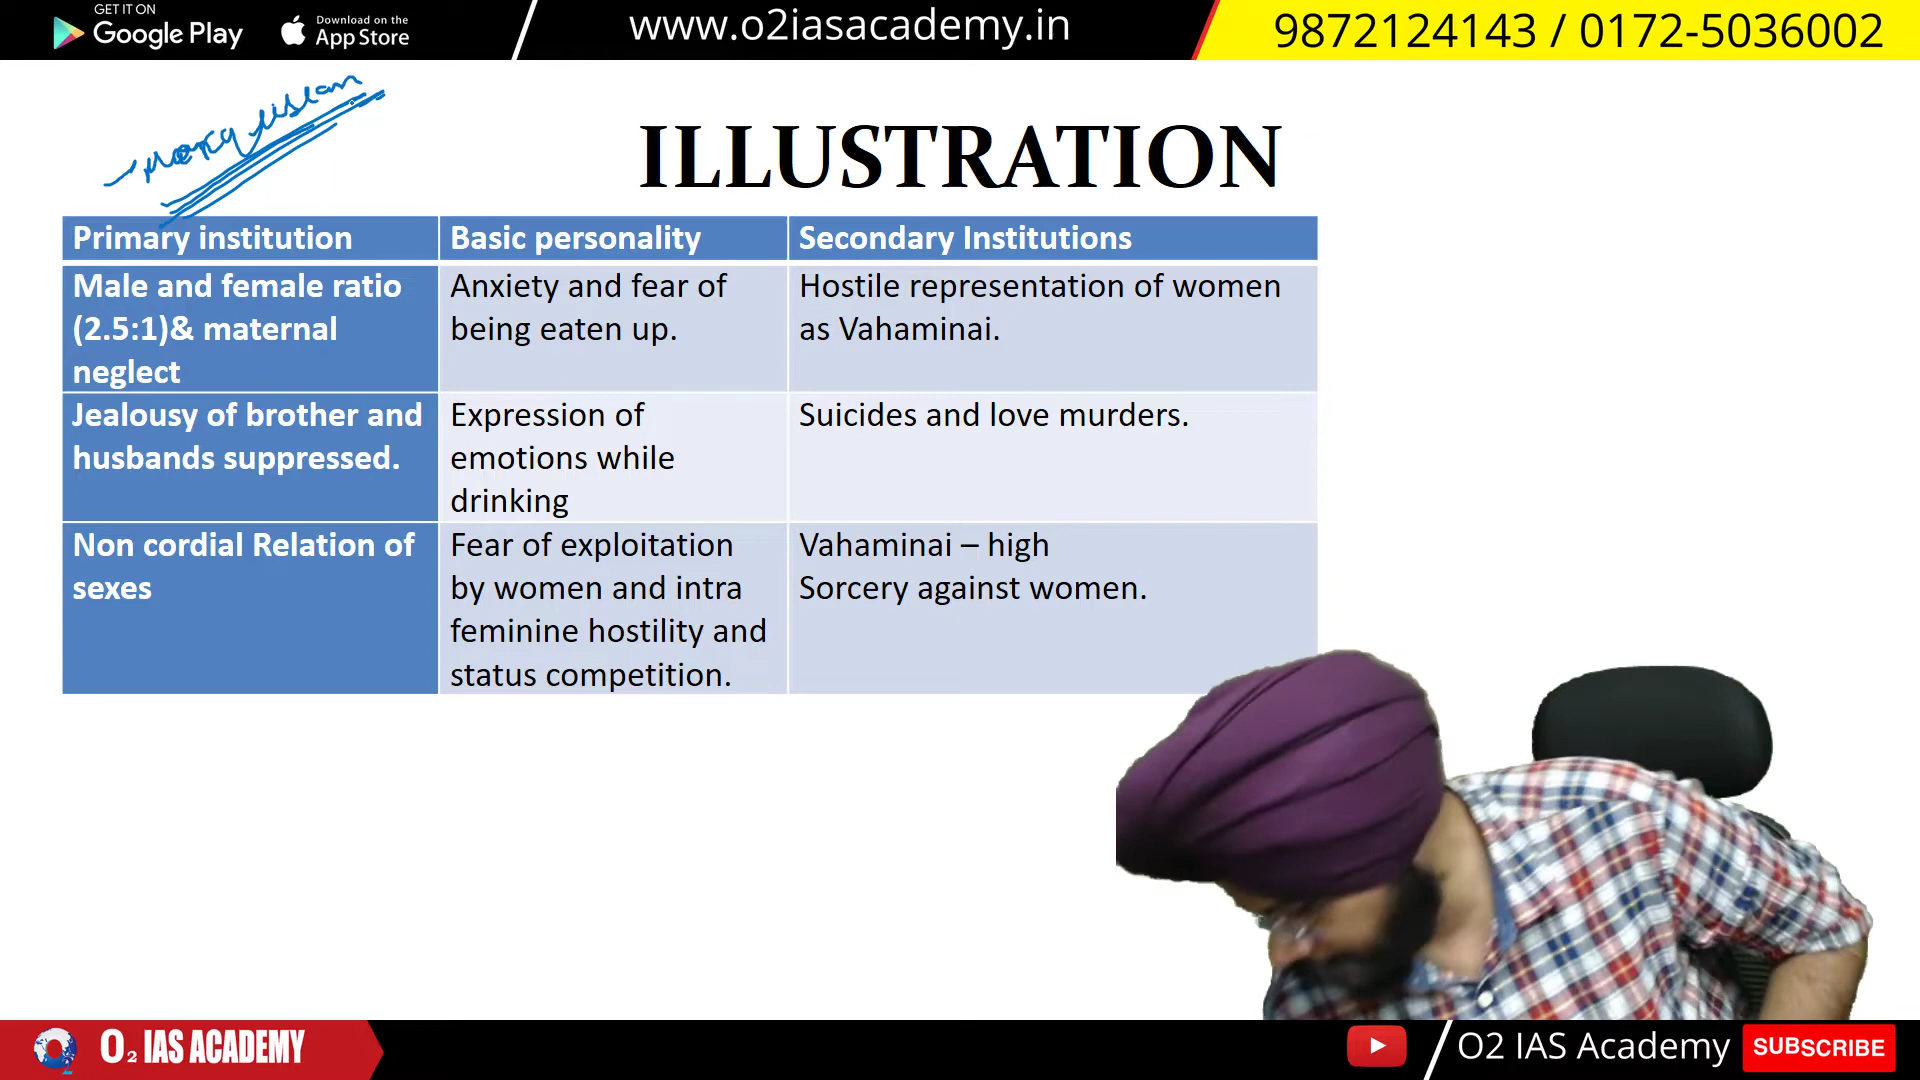 GET IT ON
Google Play
Download on the
App Store
www.o2iasacademy.in
9872124143 / 0172-5036002
ILLUSTRATION
Primary institution
Basic personality
Secondary Institutions
Male and female ratio
(2.5:1)& maternal
neglect
Anxiety and fear of
being eaten up.
Hostile representation of women
as Vahaminai.
Jealousy of brother and
husbands suppressed.
Expression of
emotions while
drinking
Suicides and love murders.
Non cordial Relation of
sexes
Fear of exploitation
by women and intra
feminine hostility and
status competition.
Vahaminai – high
Sorcery against women.
O2 IAS ACADEMY
O2 IAS Academy
SUBSCRIBE